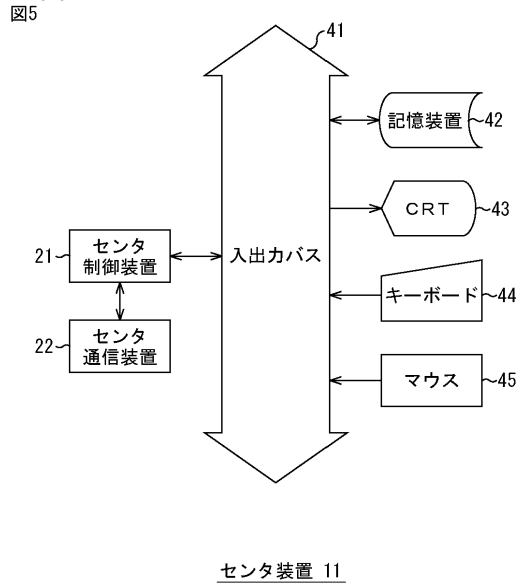 図5
41
記憶装置
42
CRT
43
センタ
制御装置
21
入出力バス
キーボード
44
センタ
通信装置
22
マウス
45
センタ装置 11